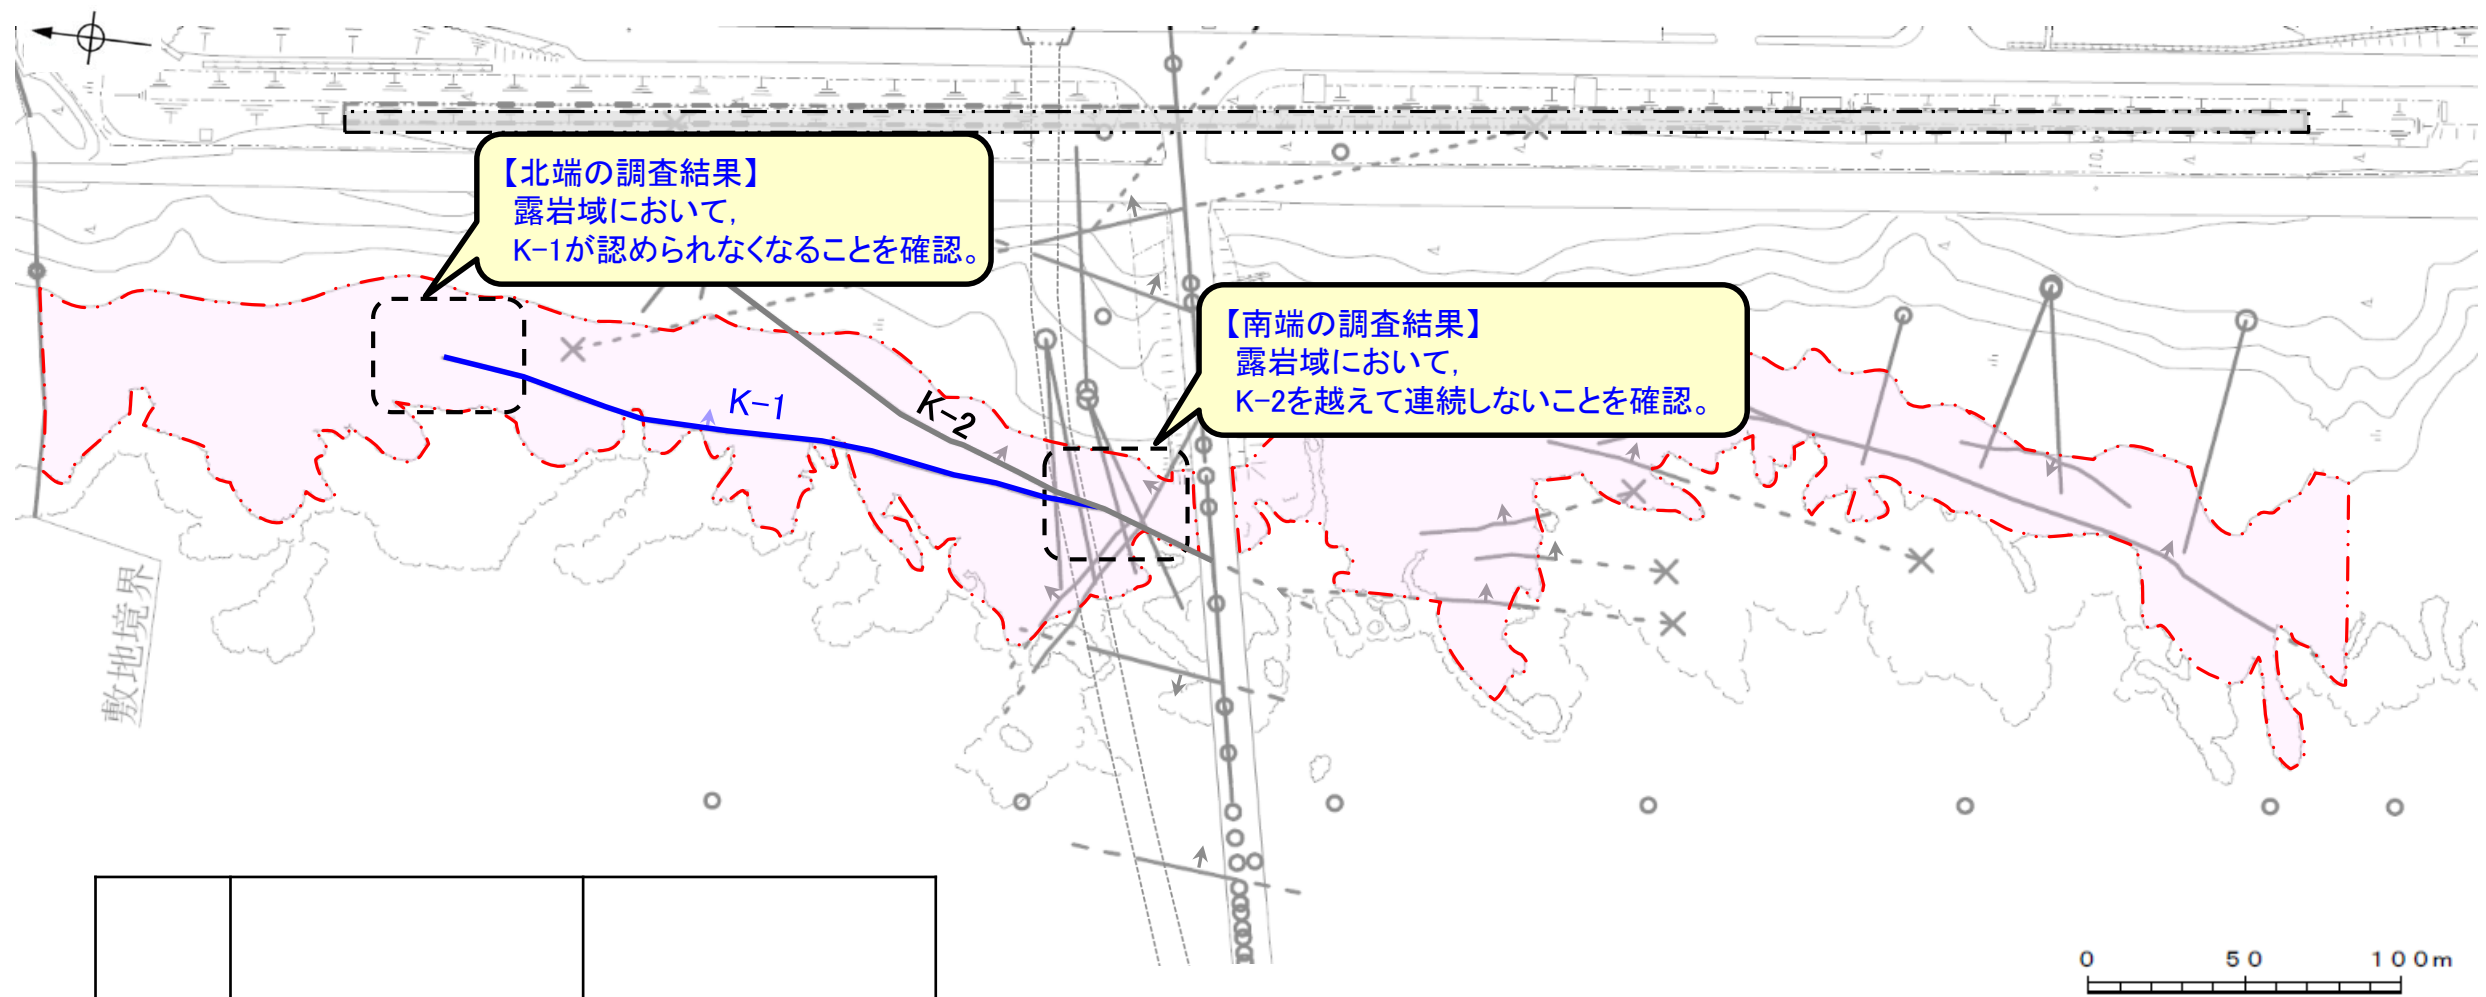 【北端の調査結果】
露岩域において,
K-1が認められなくなることを確認。
【南端の調査結果】
露岩域において,
K-2を越えて連続しないことを確認。
K-1
K-2
敷地境界
0 50 100m